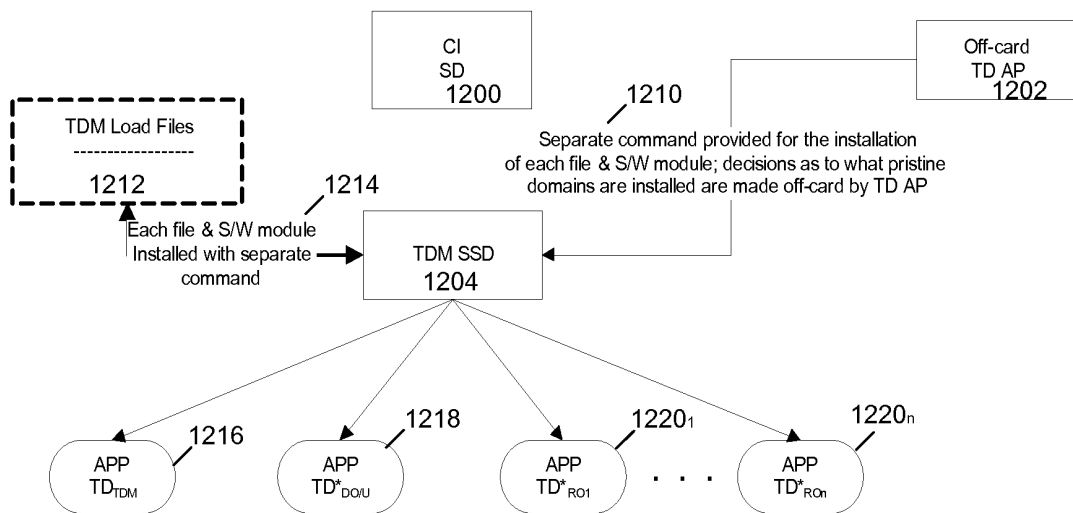 CI
SD
1200
Off-card
TD AP
1202
TDM Load Files
-------------------
1212
1210
Separate command provided for the installation
of each file & S/W module; decisions as to what pristine
domains are installed are made off-card by TD AP
1214
Each file & S/W module
Installed with separate
command
TDM SSD
1204
1216
APP
TD_TDM
1218
APP
TD*_DO/U
1220_1
APP
TD*_RO1
. . .
1220_n
APP
TD*_ROn